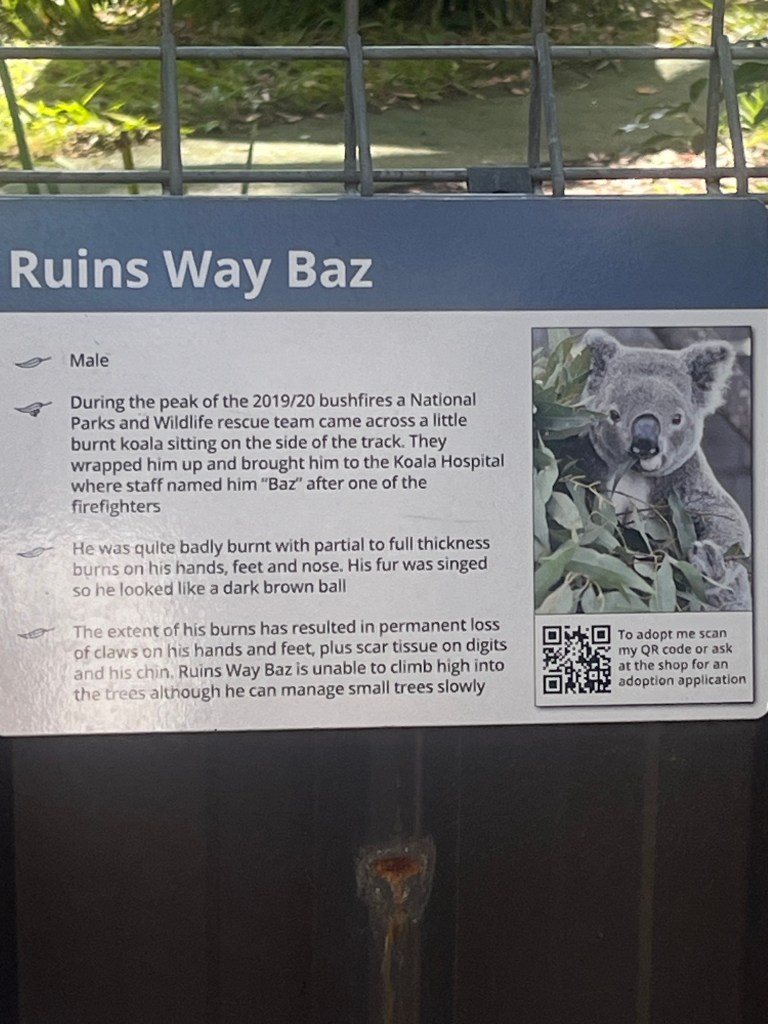 Ruins Way Baz
Male
During the peak of the 2019/20 bushfires a National
Parks and Wildlife rescue team came across a little
burnt koala sitting on the side of the track. They
wrapped him up and brought him to the Koala Hospital
where staff named him “Baz” after one of the
firefighters
He was quite badly burnt with partial to full thickness
burns on his hands, feet and nose. His fur was singed
so he looked like a dark brown ball
The extent of his burns has resulted in permanent loss
of claws on his hands and feet, plus scar tissue on digits
and his chin. Ruins Way Baz is unable to climb high into
the trees although he can manage small trees slowly
To adopt me scan
my QR code or ask
at the shop for an
adoption application